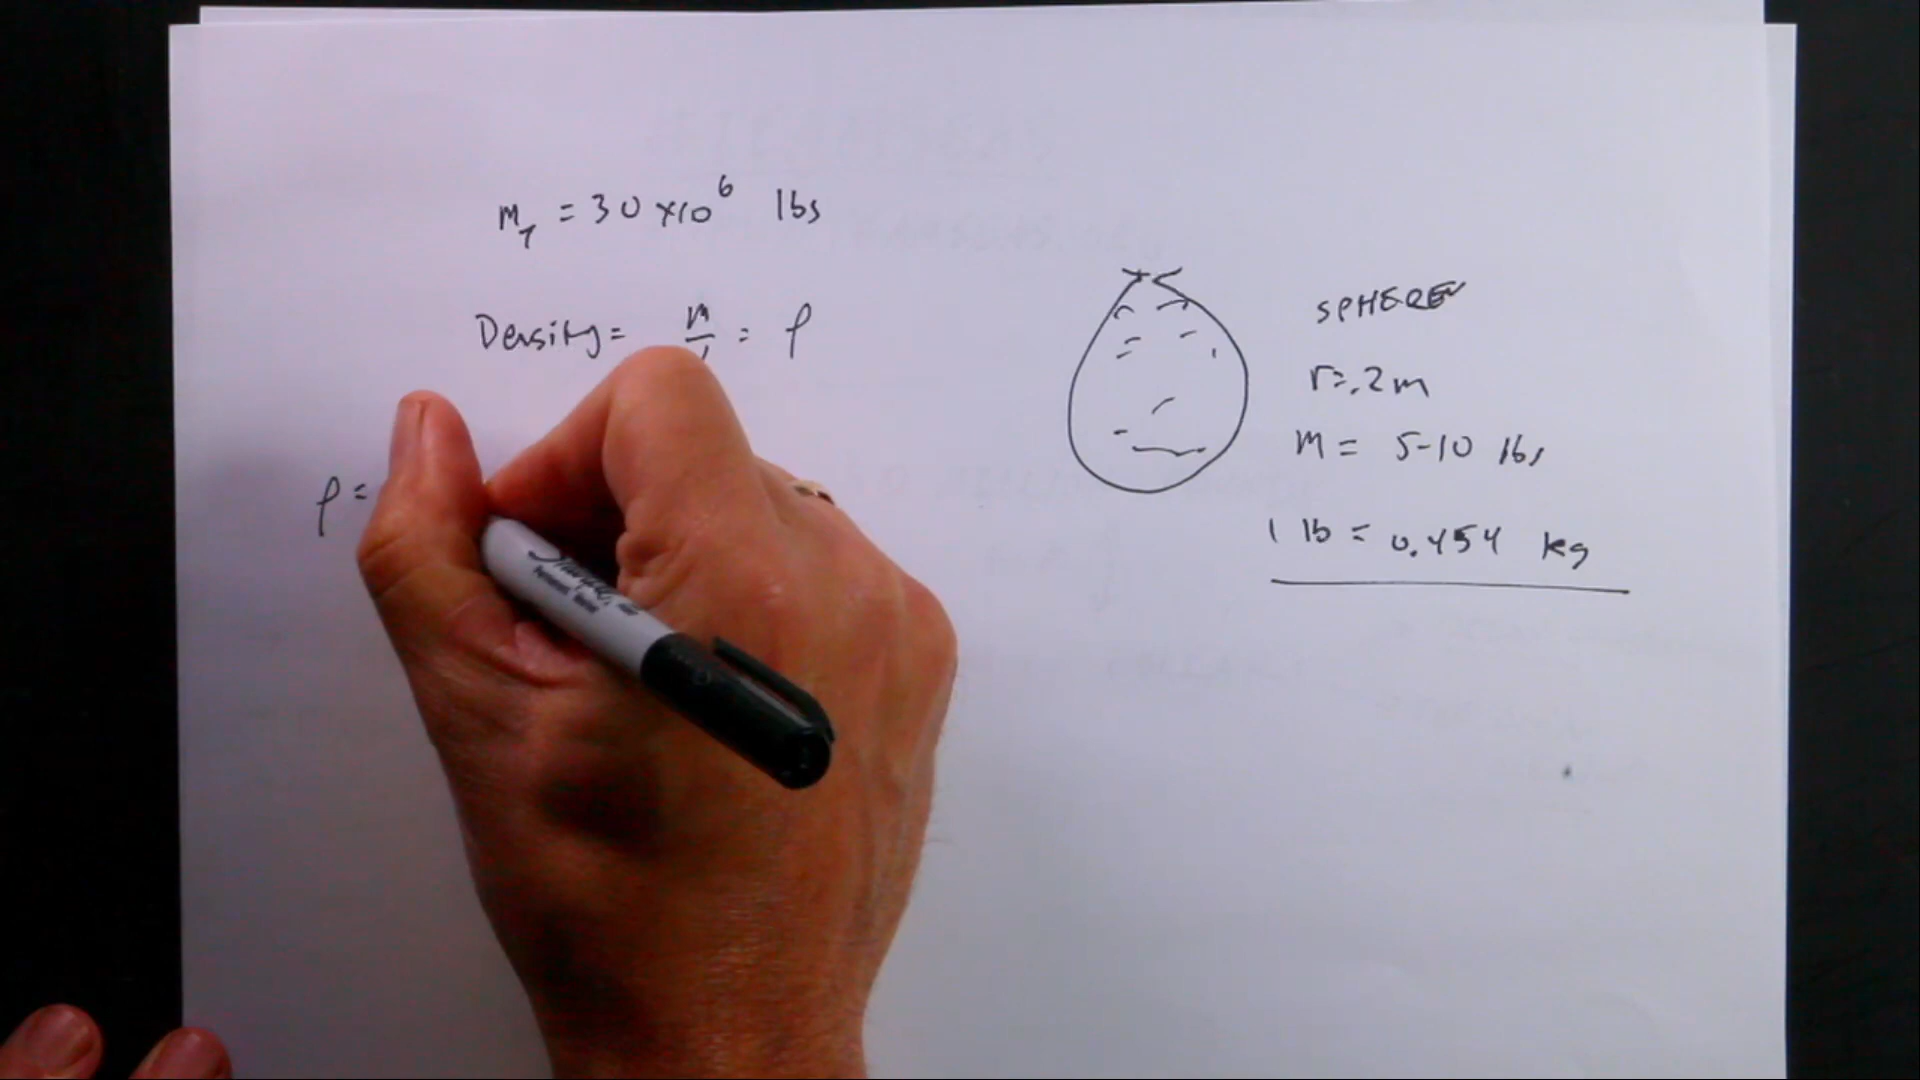 m_T = 30 x10^6 lbs
Density = m/ = ρ
ρ =
SPHERE
r=.2m
m = 5-10 lbs
1 lb = 0.454 kg
Sharpie